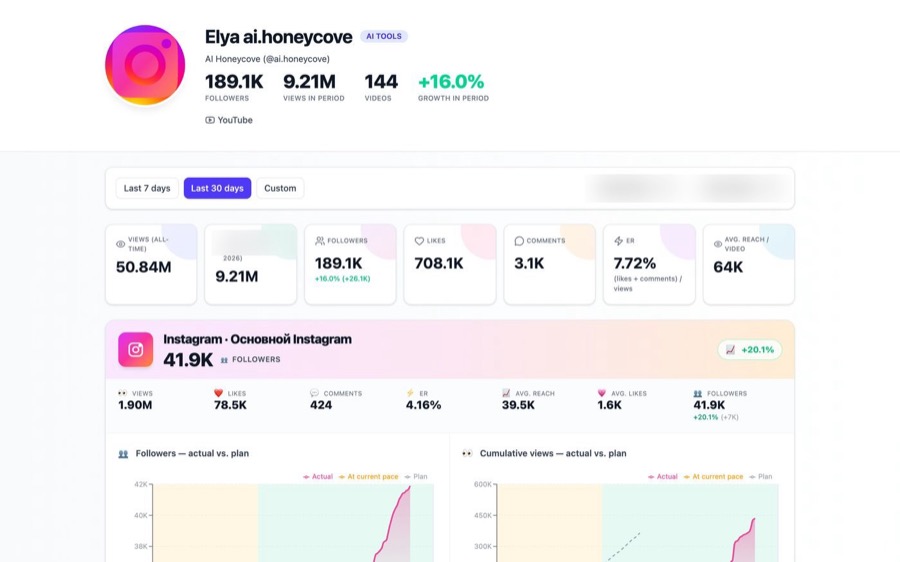 Elya ai.honeycove AI TOOLS
AI Honeycove (@ai.honeycove)
189.1K 9.21M 144 +16.0%
FOLLOWERS VIEWS IN PERIOD VIDEOS GROWTH IN PERIOD
YouTube
Last 7 days Last 30 days Custom
VIEWS (ALL-
TIME)
50.84M
2026)
9.21M
FOLLOWERS
189.1K
+16.0% (+26.1K)
LIKES
708.1K
COMMENTS
3.1K
ER
7.72%
(likes + comments) /
views
AVG. REACH /
VIDEO
64K
Instagram · Основной Instagram
41.9K FOLLOWERS
+20.1%
VIEWS
1.90M
LIKES
78.5K
COMMENTS
424
ER
4.16%
AVG. REACH
39.5K
AVG. LIKES
1.6K
FOLLOWERS
41.9K
+20.1% (+7K)
Followers — actual vs. plan
Actual At current pace Plan
42K
40K
38K
Cumulative views — actual vs. plan
Actual At current pace Plan
600K
450K
300K